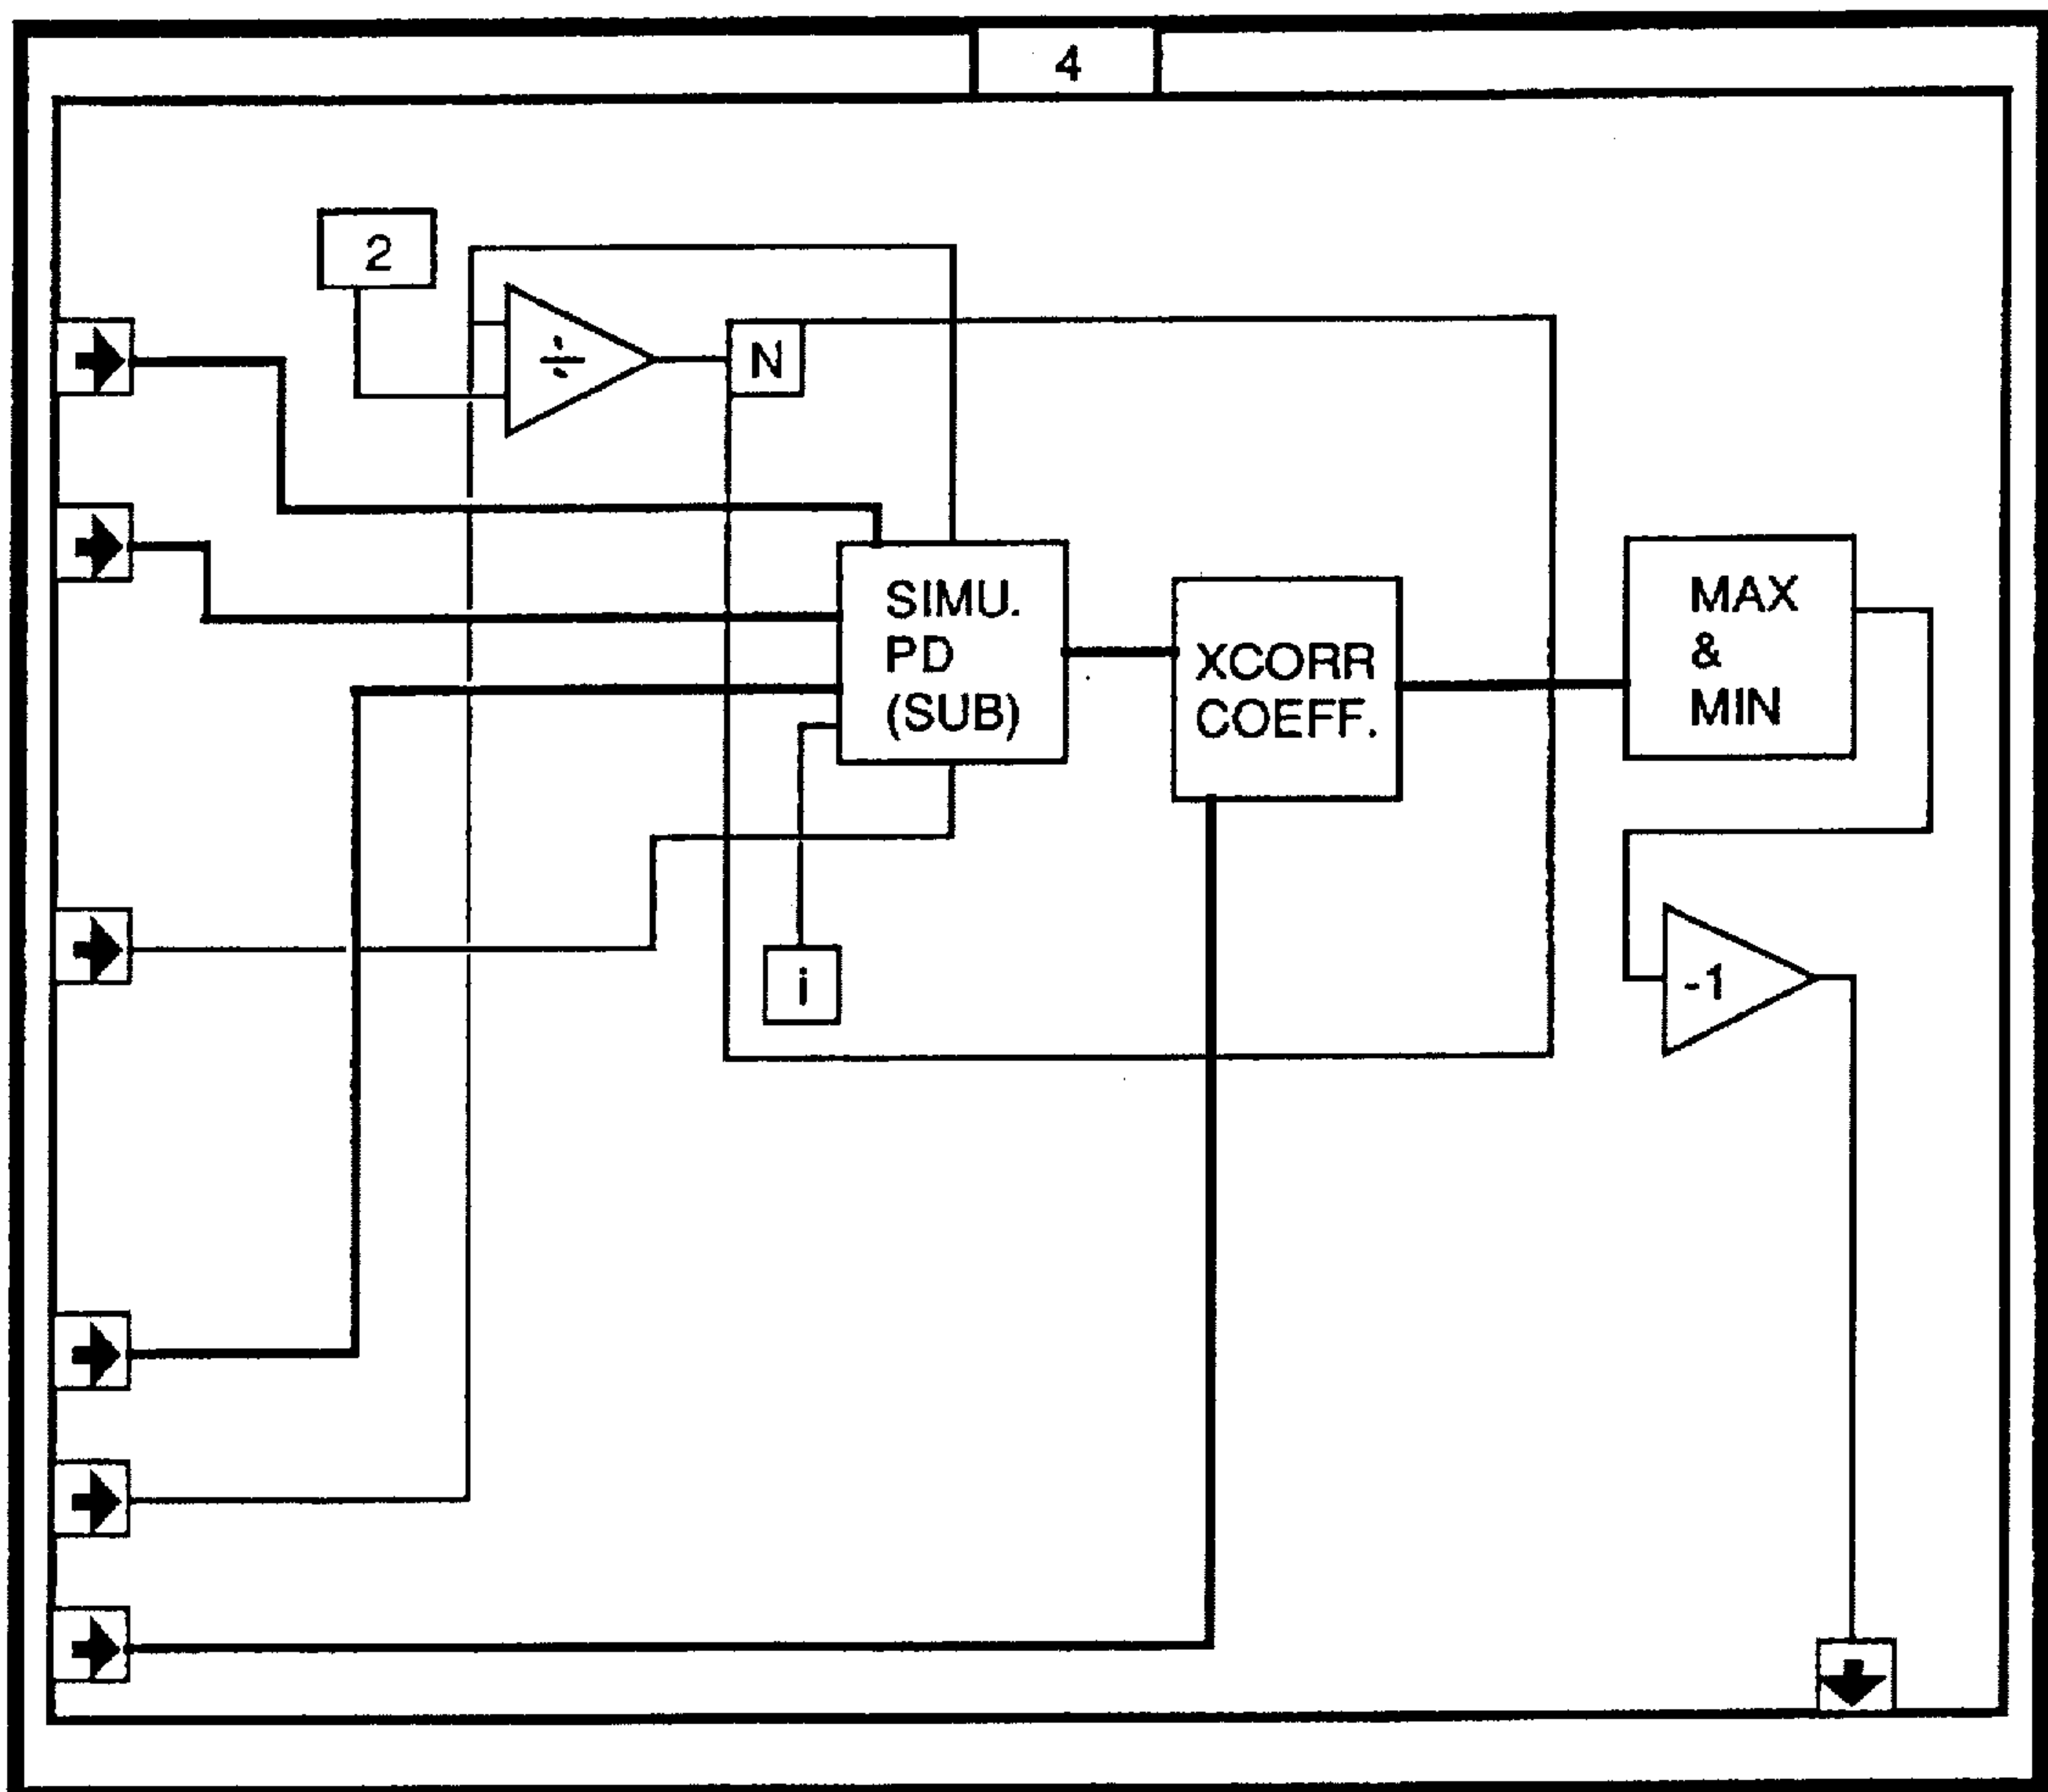 4
2
÷
N
SIMU.
PD
(SUB)
XCORR
COEFF.
MAX
&
MIN
i
-1